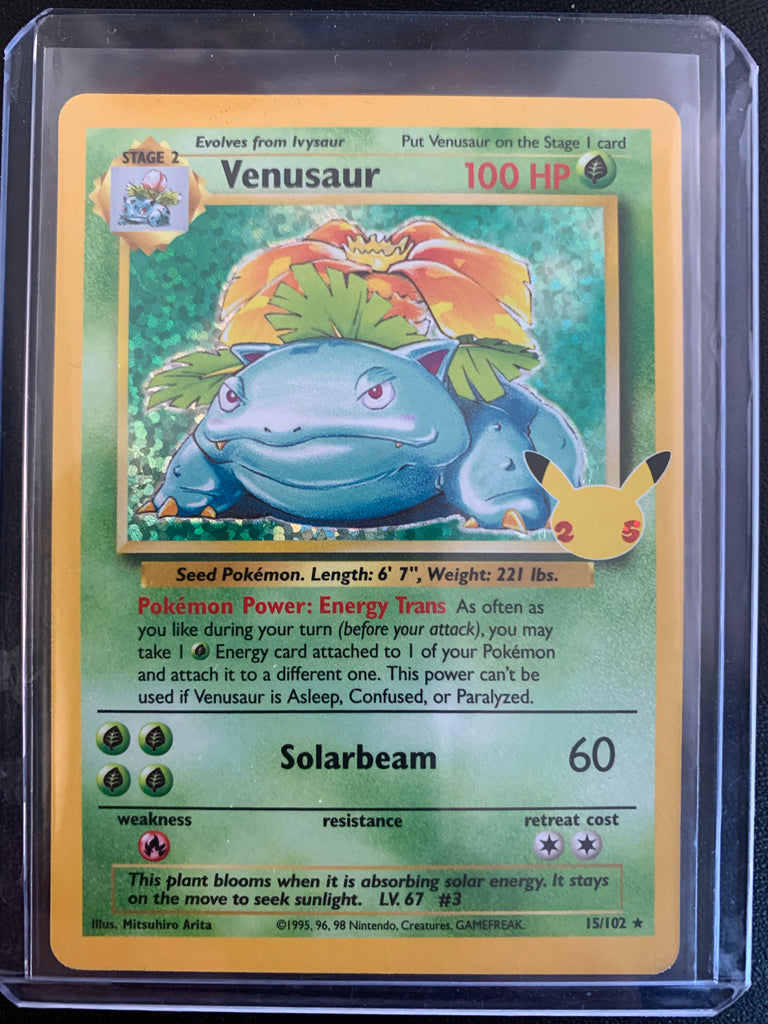 Evolves from Ivysaur Put Venusaur on the Stage 1 card
STAGE 2
Venusaur 100 HP
25
Seed Pokémon. Length: 6' 7", Weight: 221 lbs.
Pokémon Power: Energy Trans As often as
you like during your turn (before your attack), you may
take 1 Energy card attached to 1 of your Pokémon
and attach it to a different one. This power can't be
used if Venusaur is Asleep, Confused, or Paralyzed.
Solarbeam 60
weakness resistance retreat cost
This plant blooms when it is absorbing solar energy. It stays
on the move to seek sunlight. LV. 67 #3
Illus. Mitsuhiro Arita ©1995, 96, 98 Nintendo, Creatures, GAMEFREAK. 15/102 ★